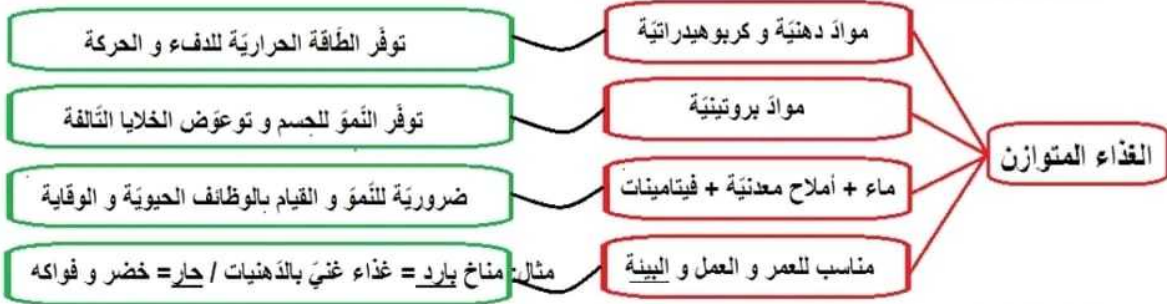 الغذاء المتوازن
موادّ دهنيّة و كربوهيدراتيّة
توفّر الطّاقة الحراريّة للدفء و الحركة
موادّ بروتينيّة
توفّر النّموّ للجسم و توعوّض الخلايا التّالفة
ماء + أملاح معدنيّة + فيتامينات
ضروريّة للنّموّ و القيام بالوظائف الحيويّة و الوقاية
مناسب للعمر و العمل و البيئة
مثال: مناخ بارد = غذاء غنيّ بالدّهنيات / حار= خضر و فواكه